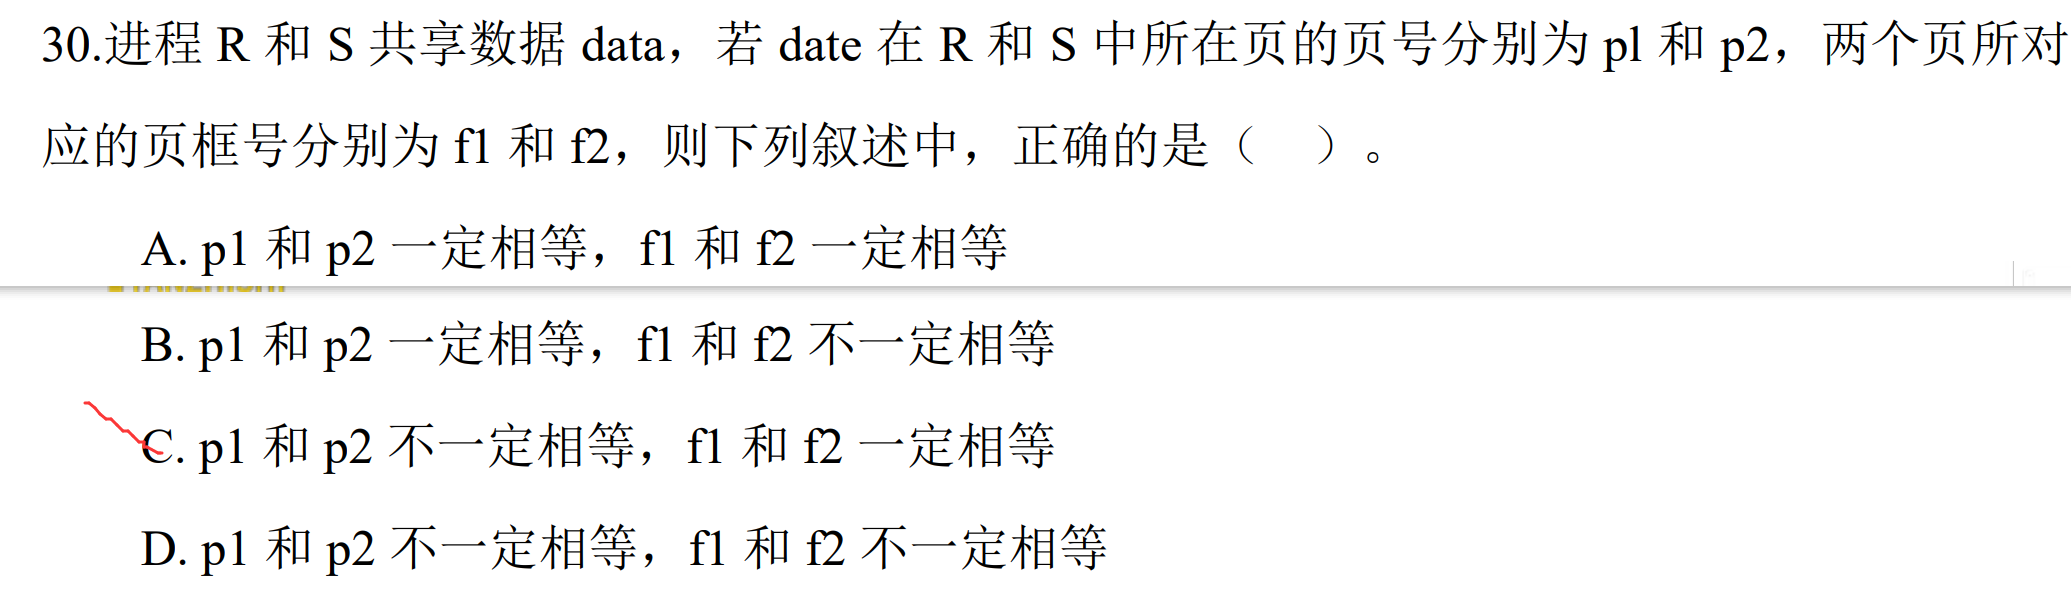 30.进程 R 和 S 共享数据 data，若 date 在 R 和 S 中所在页的页号分别为 pl 和 p2，两个页所对
应的页框号分别为 f1 和 f2，则下列叙述中，正确的是（　）。
A. p1 和 p2 一定相等，f1 和 f2 一定相等
B. p1 和 p2 一定相等，f1 和 f2 不一定相等
C. p1 和 p2 不一定相等，f1 和 f2 一定相等
D. p1 和 p2 不一定相等，f1 和 f2 不一定相等